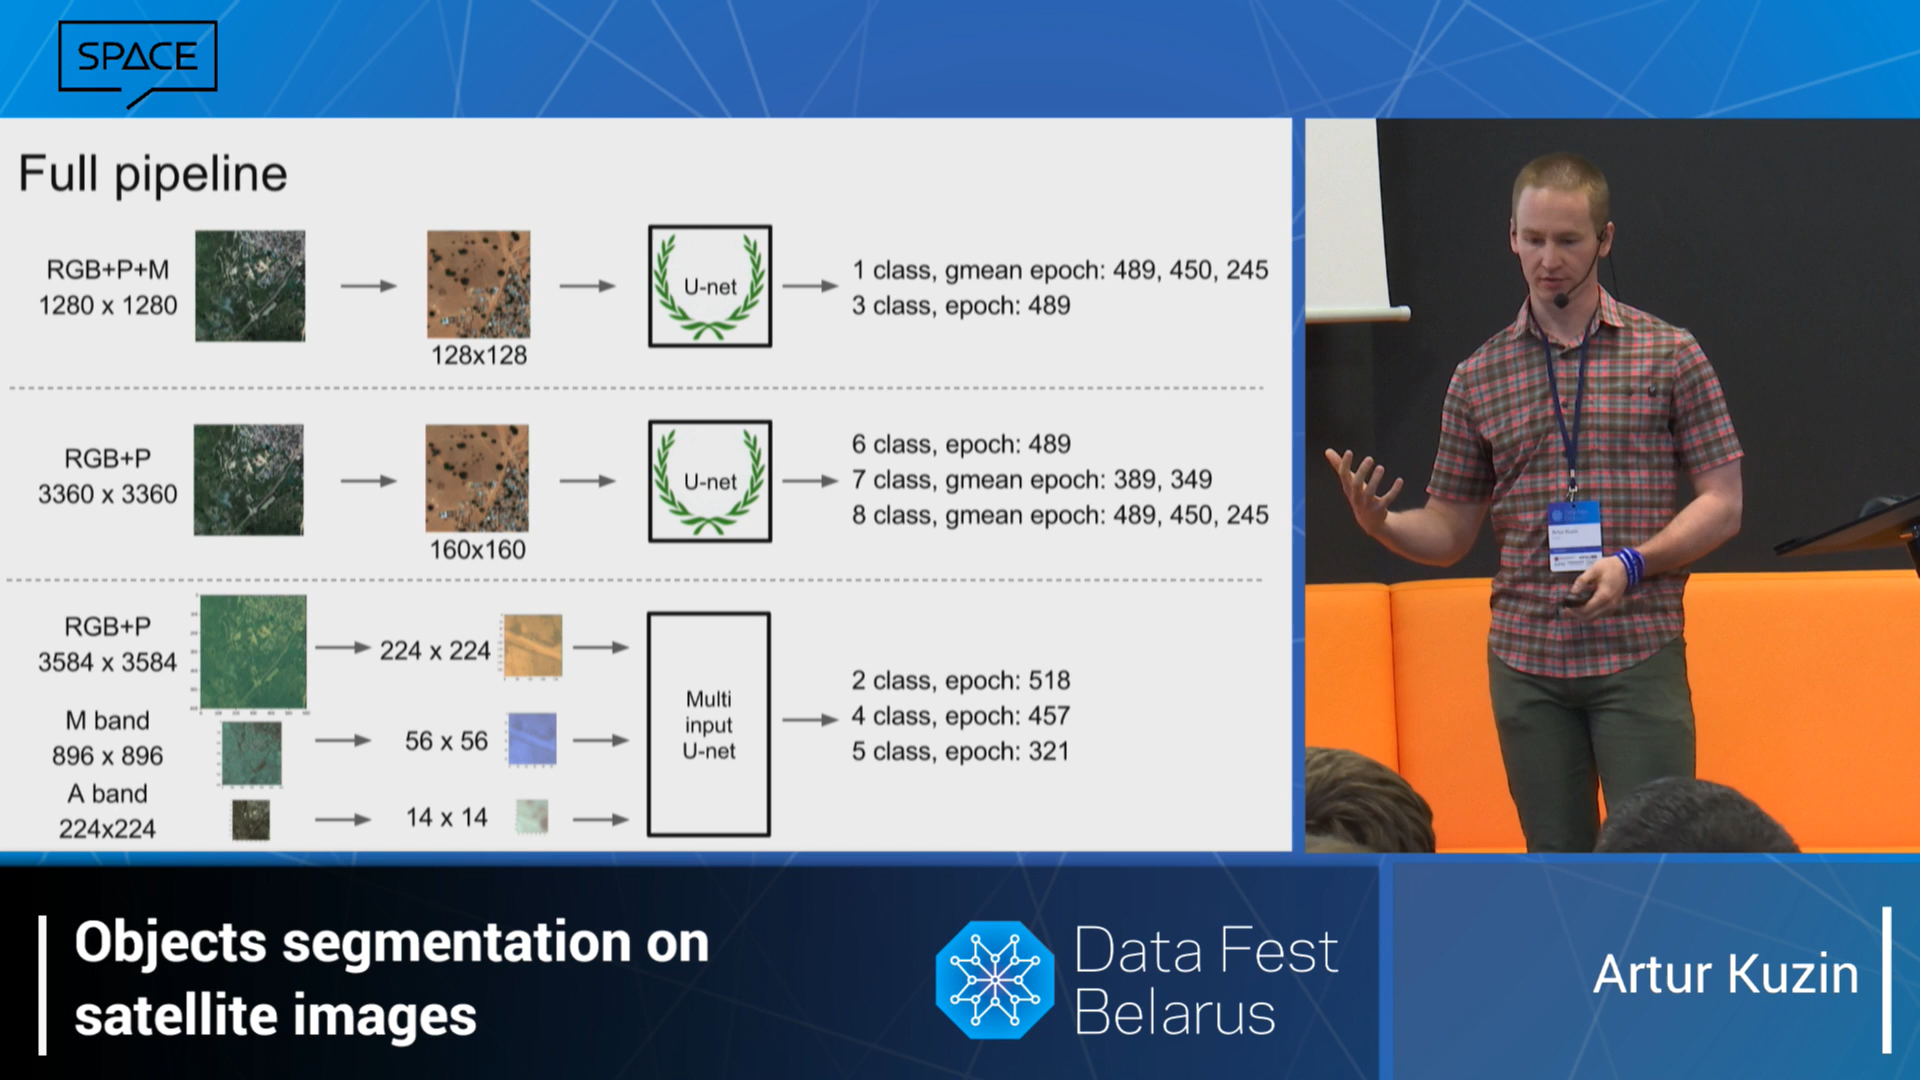 SPACE
Full pipeline
RGB+P+M
1280 x 1280
128x128
U-net
1 class, gmean epoch: 489, 450, 245
3 class, epoch: 489
RGB+P
3360 x 3360
160x160
U-net
6 class, epoch: 489
7 class, gmean epoch: 389, 349
8 class, gmean epoch: 489, 450, 245
RGB+P
3584 x 3584
224 x 224
M band
896 x 896
56 x 56
A band
224x224
14 x 14
Multi
input
U-net
2 class, epoch: 518
4 class, epoch: 457
5 class, epoch: 321
Objects segmentation on
satellite images
Data Fest
Belarus
Artur Kuzin